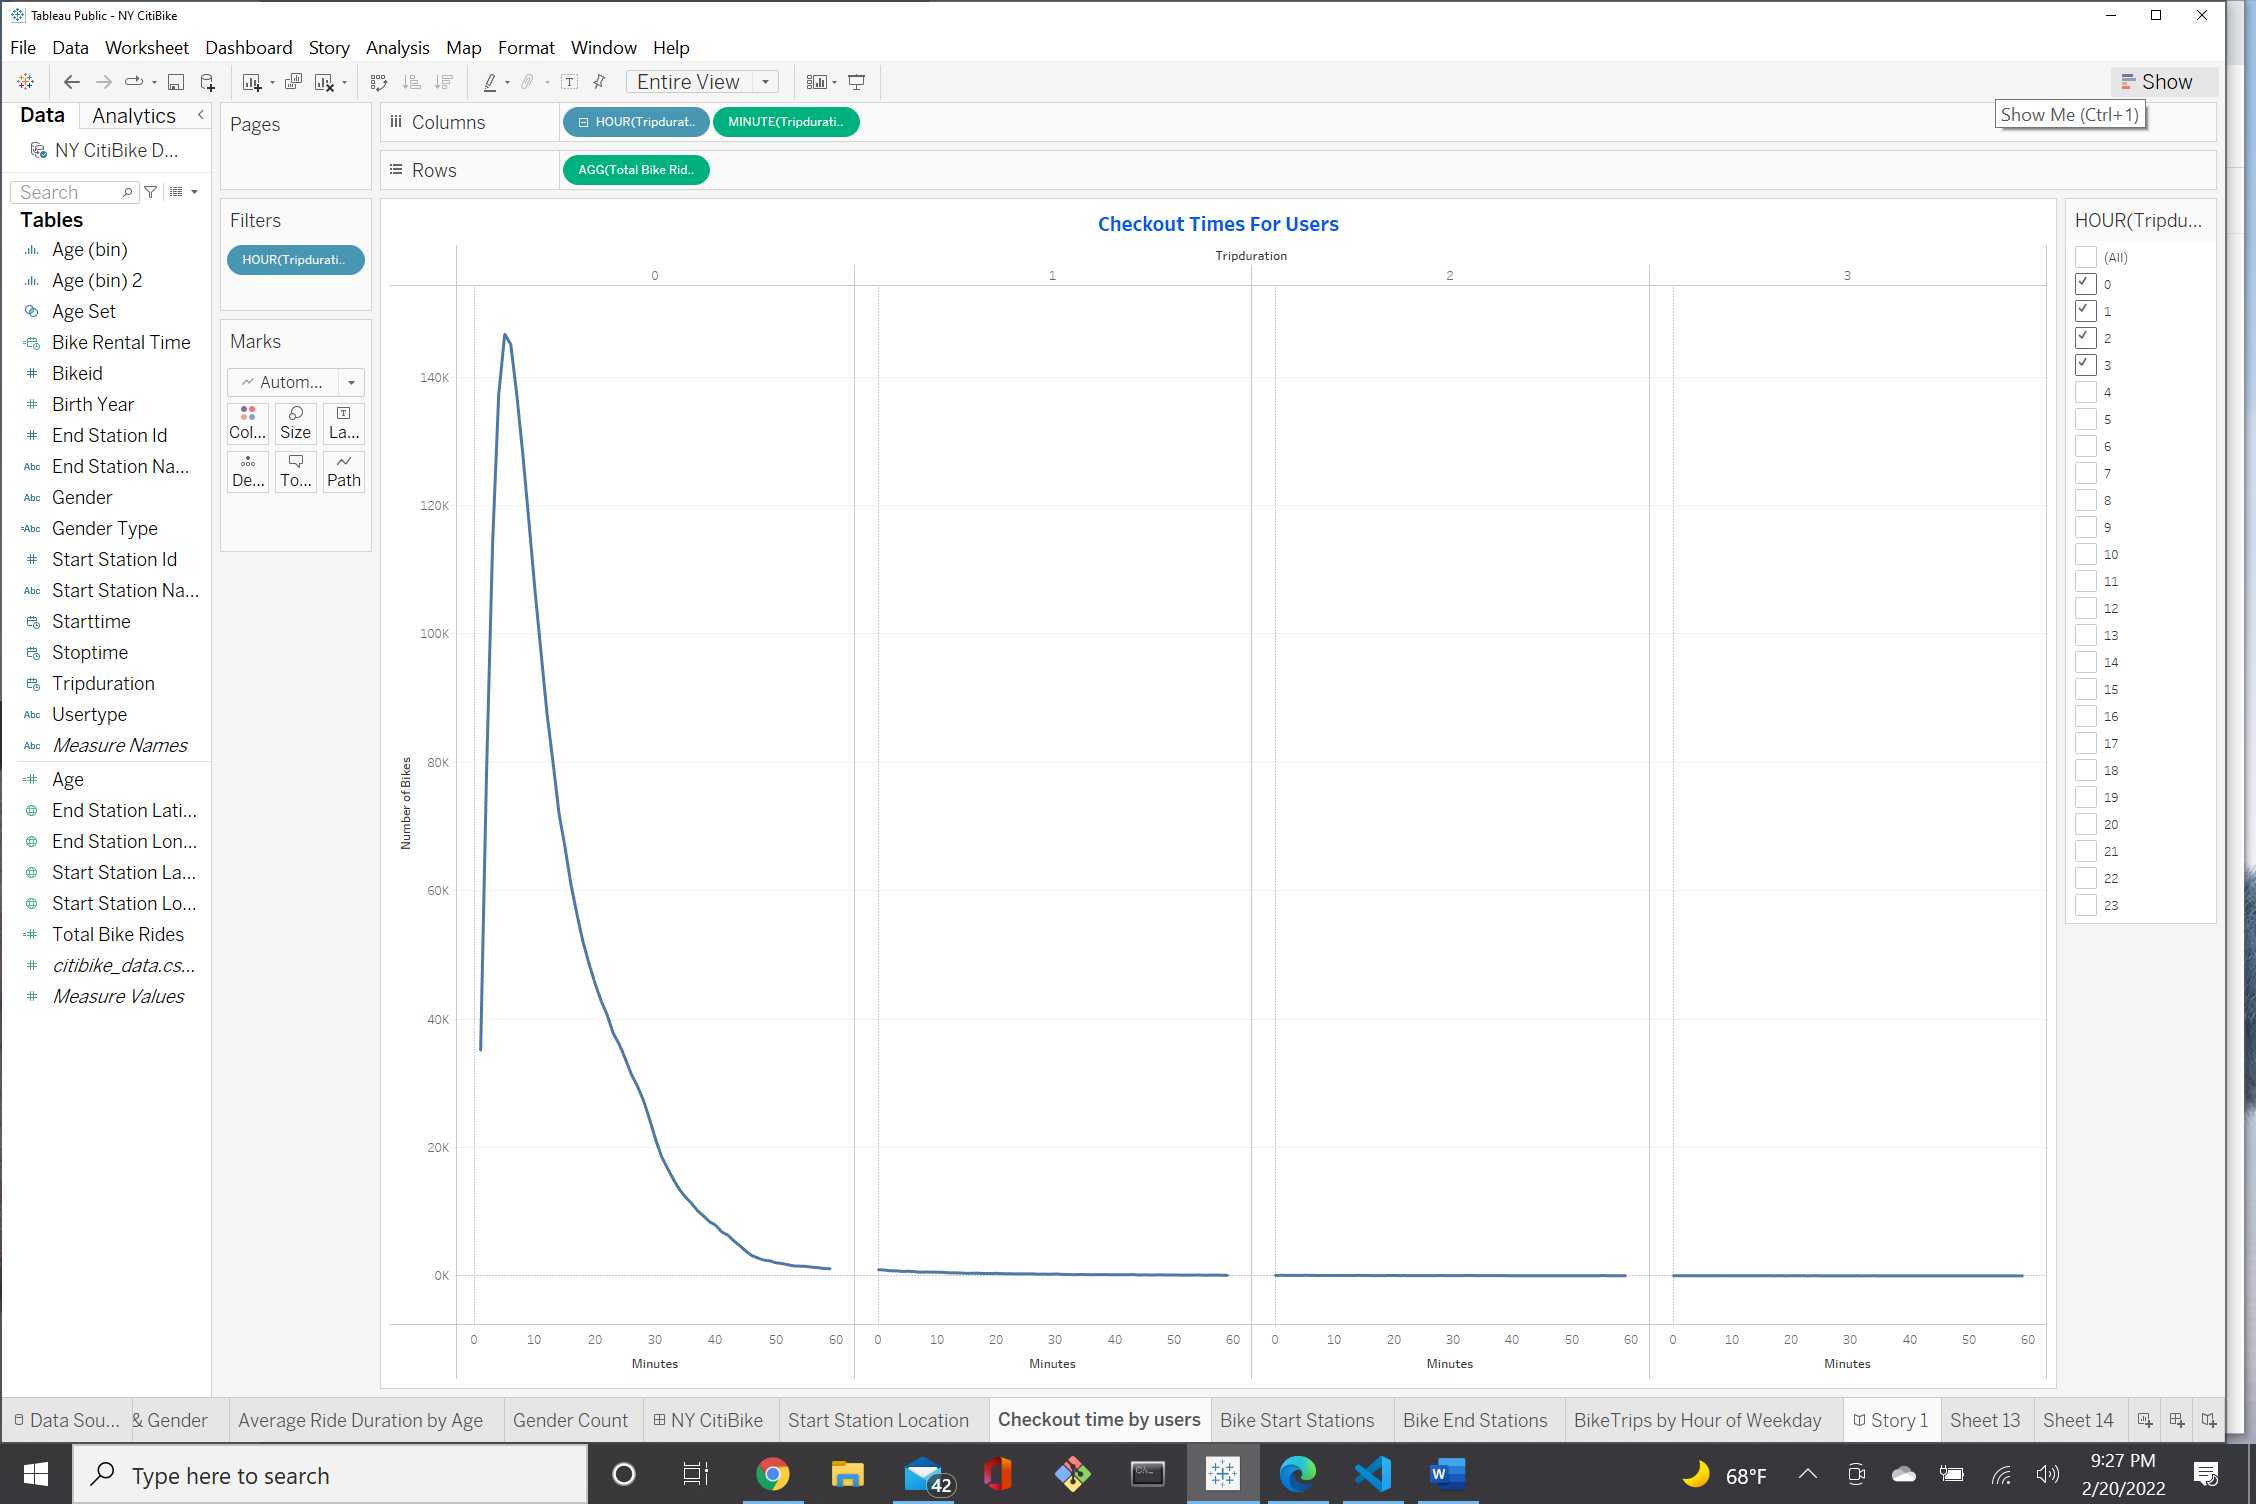 Tableau Public - NY CitiBike
File Data Worksheet Dashboard Story Analysis Map Format Window Help
Entire View
Show
Show Me (Ctrl+1)
Data Analytics
NY CitiBike D...
Search
Tables
Age (bin)
Age (bin) 2
Age Set
Bike Rental Time
Bikeid
Birth Year
End Station Id
Abc End Station Na...
Abc Gender
=Abc Gender Type
Start Station Id
Abc Start Station Na...
Starttime
Stoptime
Tripduration
Abc Usertype
Abc Measure Names
Age
End Station Lati...
End Station Lon...
Start Station La...
Start Station Lo...
Total Bike Rides
citibike_data.cs...
Measure Values
Pages
Filters
HOUR(Tripdurati..
Marks
Autom...
Col... Size La...
De... To... Path
Columns HOUR(Tripdurat.. MINUTE(Tripdurati..
Rows AGG(Total Bike Rid..
Checkout Times For Users
Tripduration
0 1 2 3
140K
120K
100K
80K
60K
40K
20K
0K
Number of Bikes
0 10 20 30 40 50 60 0 10 20 30 40 50 60 0 10 20 30 40 50 60 0 10 20 30 40 50 60
Minutes Minutes Minutes Minutes
HOUR(Tripdu...
(All)
0
1
2
3
4
5
6
7
8
9
10
11
12
13
14
15
16
17
18
19
20
21
22
23
Data Sou... & Gender Average Ride Duration by Age Gender Count NY CitiBike Start Station Location Checkout time by users Bike Start Stations Bike End Stations BikeTrips by Hour of Weekday Story 1 Sheet 13 Sheet 14
Type here to search
42
68°F
9:27 PM
2/20/2022